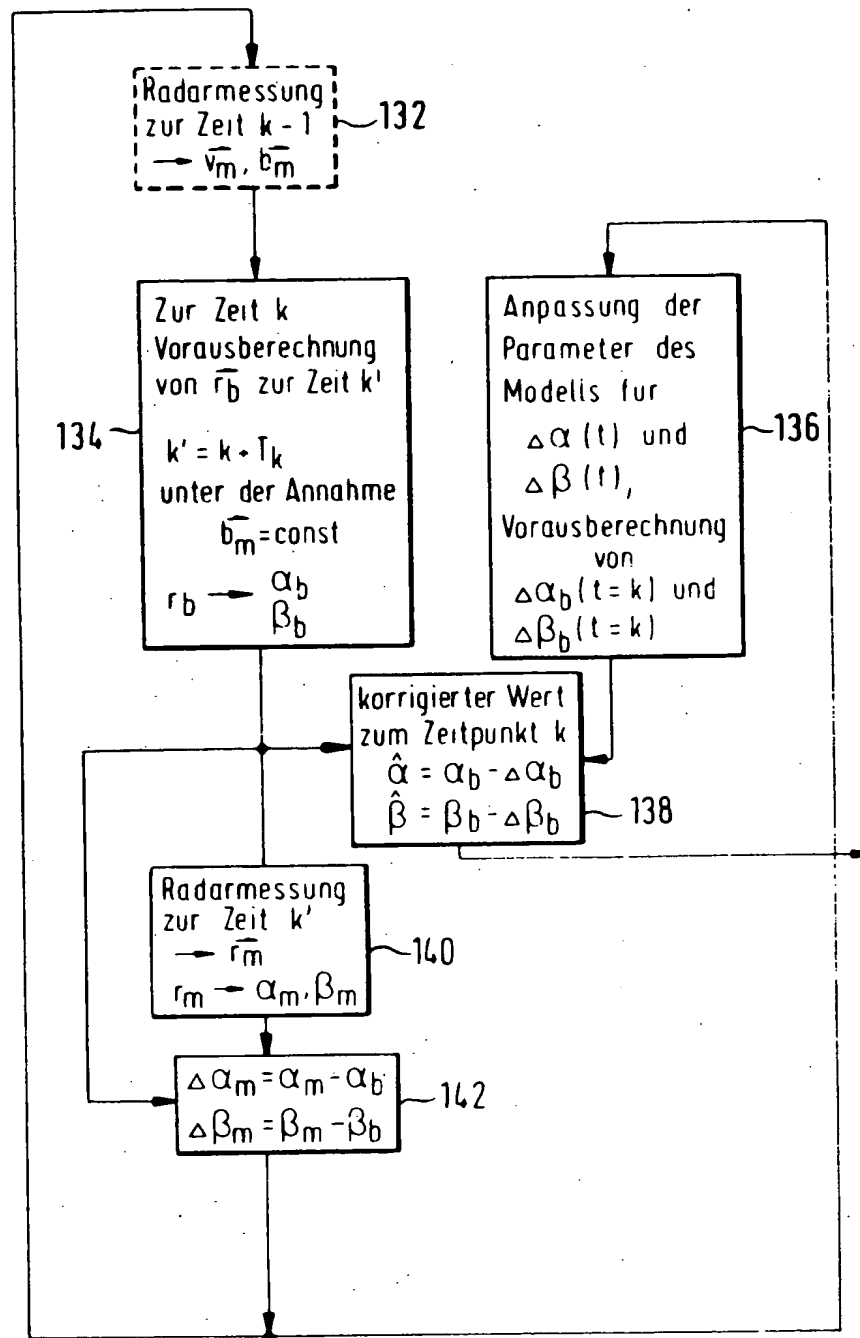 Radarmessung
zur Zeit k - 1
→ v⃗m, b⃗m
132
Zur Zeit k
Vorausberechnung
von r⃗b zur Zeit k'
k' = k + Tk
unter der Annahme
b⃗m = const
rb → αb
βb
134
Anpassung der
Parameter des
Modells fur
Δα (t) und
Δβ (t),
Vorausberechnung
von
Δαb (t = k) und
Δβb (t = k)
136
korrigierter Wert
zum Zeitpunkt k
α̂ = αb - Δαb
β̂ = βb - Δβb
138
Radarmessung
zur Zeit k'
→ r⃗m
rm → αm, βm
140
Δαm = αm - αb
Δβm = βm - βb
142